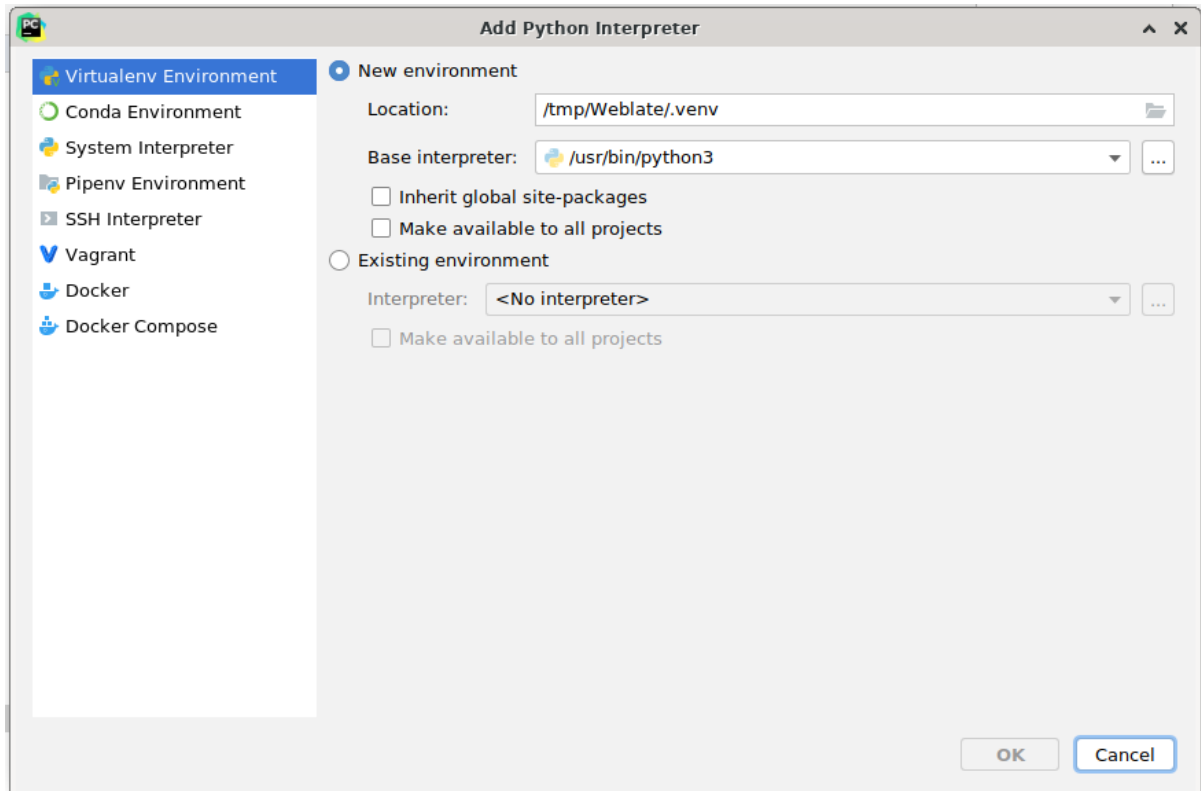 PC
Add Python Interpreter
Virtualenv Environment
Conda Environment
System Interpreter
Pipenv Environment
SSH Interpreter
Vagrant
Docker
Docker Compose
New environment
Location: /tmp/Weblate/.venv
Base interpreter: /usr/bin/python3 ...
Inherit global site-packages
Make available to all projects
Existing environment
Interpreter: <No interpreter> ...
Make available to all projects
OK Cancel